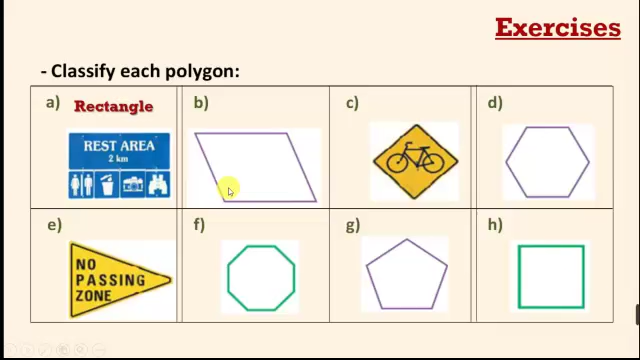 Exercises
- Classify each polygon:
a) Rectangle
REST AREA
2 km
b)
c)
d)
e)
NO
PASSING
ZONE
f)
g)
h)